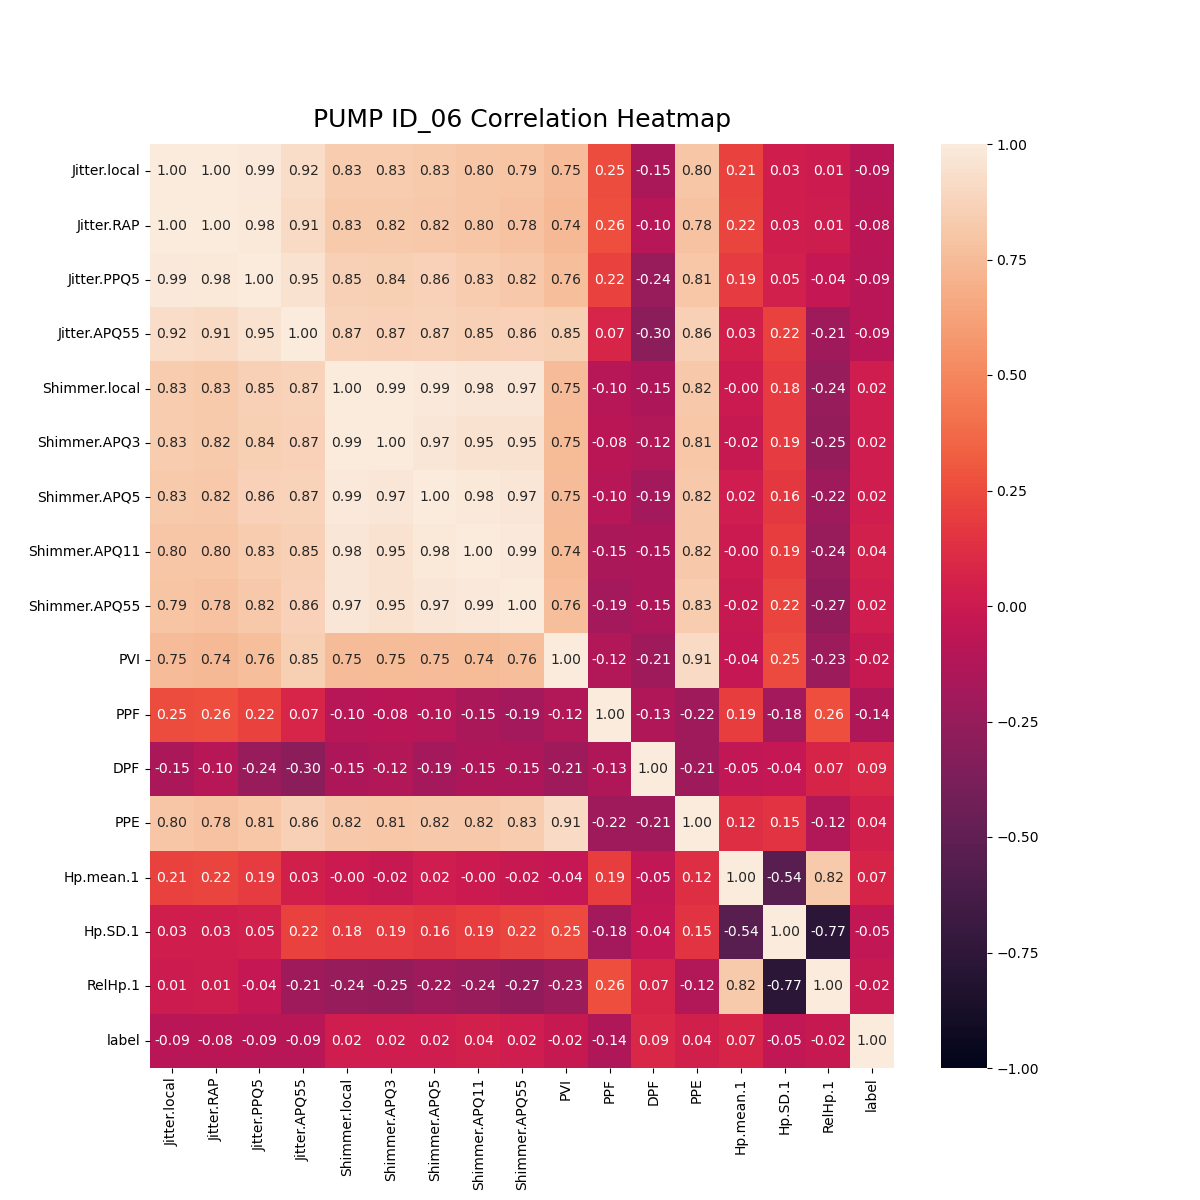 PUMP ID_06 Correlation Heatmap
Jitter.local 1.00 1.00 0.99 0.92 0.83 0.83 0.83 0.80 0.79 0.75 0.25 -0.15 0.80 0.21 0.03 0.01 -0.09
Jitter.RAP 1.00 1.00 0.98 0.91 0.83 0.82 0.82 0.80 0.78 0.74 0.26 -0.10 0.78 0.22 0.03 0.01 -0.08
Jitter.PPQ5 0.99 0.98 1.00 0.95 0.85 0.84 0.86 0.83 0.82 0.76 0.22 -0.24 0.81 0.19 0.05 -0.04 -0.09
Jitter.APQ55 0.92 0.91 0.95 1.00 0.87 0.87 0.87 0.85 0.86 0.85 0.07 -0.30 0.86 0.03 0.22 -0.21 -0.09
Shimmer.local 0.83 0.83 0.85 0.87 1.00 0.99 0.99 0.98 0.97 0.75 -0.10 -0.15 0.82 -0.00 0.18 -0.24 0.02
Shimmer.APQ3 0.83 0.82 0.84 0.87 0.99 1.00 0.97 0.95 0.95 0.75 -0.08 -0.12 0.81 -0.02 0.19 -0.25 0.02
Shimmer.APQ5 0.83 0.82 0.86 0.87 0.99 0.97 1.00 0.98 0.97 0.75 -0.10 -0.19 0.82 0.02 0.16 -0.22 0.02
Shimmer.APQ11 0.80 0.80 0.83 0.85 0.98 0.95 0.98 1.00 0.99 0.74 -0.15 -0.15 0.82 -0.00 0.19 -0.24 0.04
Shimmer.APQ55 0.79 0.78 0.82 0.86 0.97 0.95 0.97 0.99 1.00 0.76 -0.19 -0.15 0.83 -0.02 0.22 -0.27 0.02
PVI 0.75 0.74 0.76 0.85 0.75 0.75 0.75 0.74 0.76 1.00 -0.12 -0.21 0.91 -0.04 0.25 -0.23 -0.02
PPF 0.25 0.26 0.22 0.07 -0.10 -0.08 -0.10 -0.15 -0.19 -0.12 1.00 -0.13 -0.22 0.19 -0.18 0.26 -0.14
DPF -0.15 -0.10 -0.24 -0.30 -0.15 -0.12 -0.19 -0.15 -0.15 -0.21 -0.13 1.00 -0.21 -0.05 -0.04 0.07 0.09
PPE 0.80 0.78 0.81 0.86 0.82 0.81 0.82 0.82 0.83 0.91 -0.22 -0.21 1.00 0.12 0.15 -0.12 0.04
Hp.mean.1 0.21 0.22 0.19 0.03 -0.00 -0.02 0.02 -0.00 -0.02 -0.04 0.19 -0.05 0.12 1.00 -0.54 0.82 0.07
Hp.SD.1 0.03 0.03 0.05 0.22 0.18 0.19 0.16 0.19 0.22 0.25 -0.18 -0.04 0.15 -0.54 1.00 -0.77 -0.05
RelHp.1 0.01 0.01 -0.04 -0.21 -0.24 -0.25 -0.22 -0.24 -0.27 -0.23 0.26 0.07 -0.12 0.82 -0.77 1.00 -0.02
label -0.09 -0.08 -0.09 -0.09 0.02 0.02 0.02 0.04 0.02 -0.02 -0.14 0.09 0.04 0.07 -0.05 -0.02 1.00
Jitter.local
Jitter.RAP
Jitter.PPQ5
Jitter.APQ55
Shimmer.local
Shimmer.APQ3
Shimmer.APQ5
Shimmer.APQ11
Shimmer.APQ55
PVI
PPF
DPF
PPE
Hp.mean.1
Hp.SD.1
RelHp.1
label
1.00
0.75
0.50
0.25
0.00
−0.25
−0.50
−0.75
−1.00